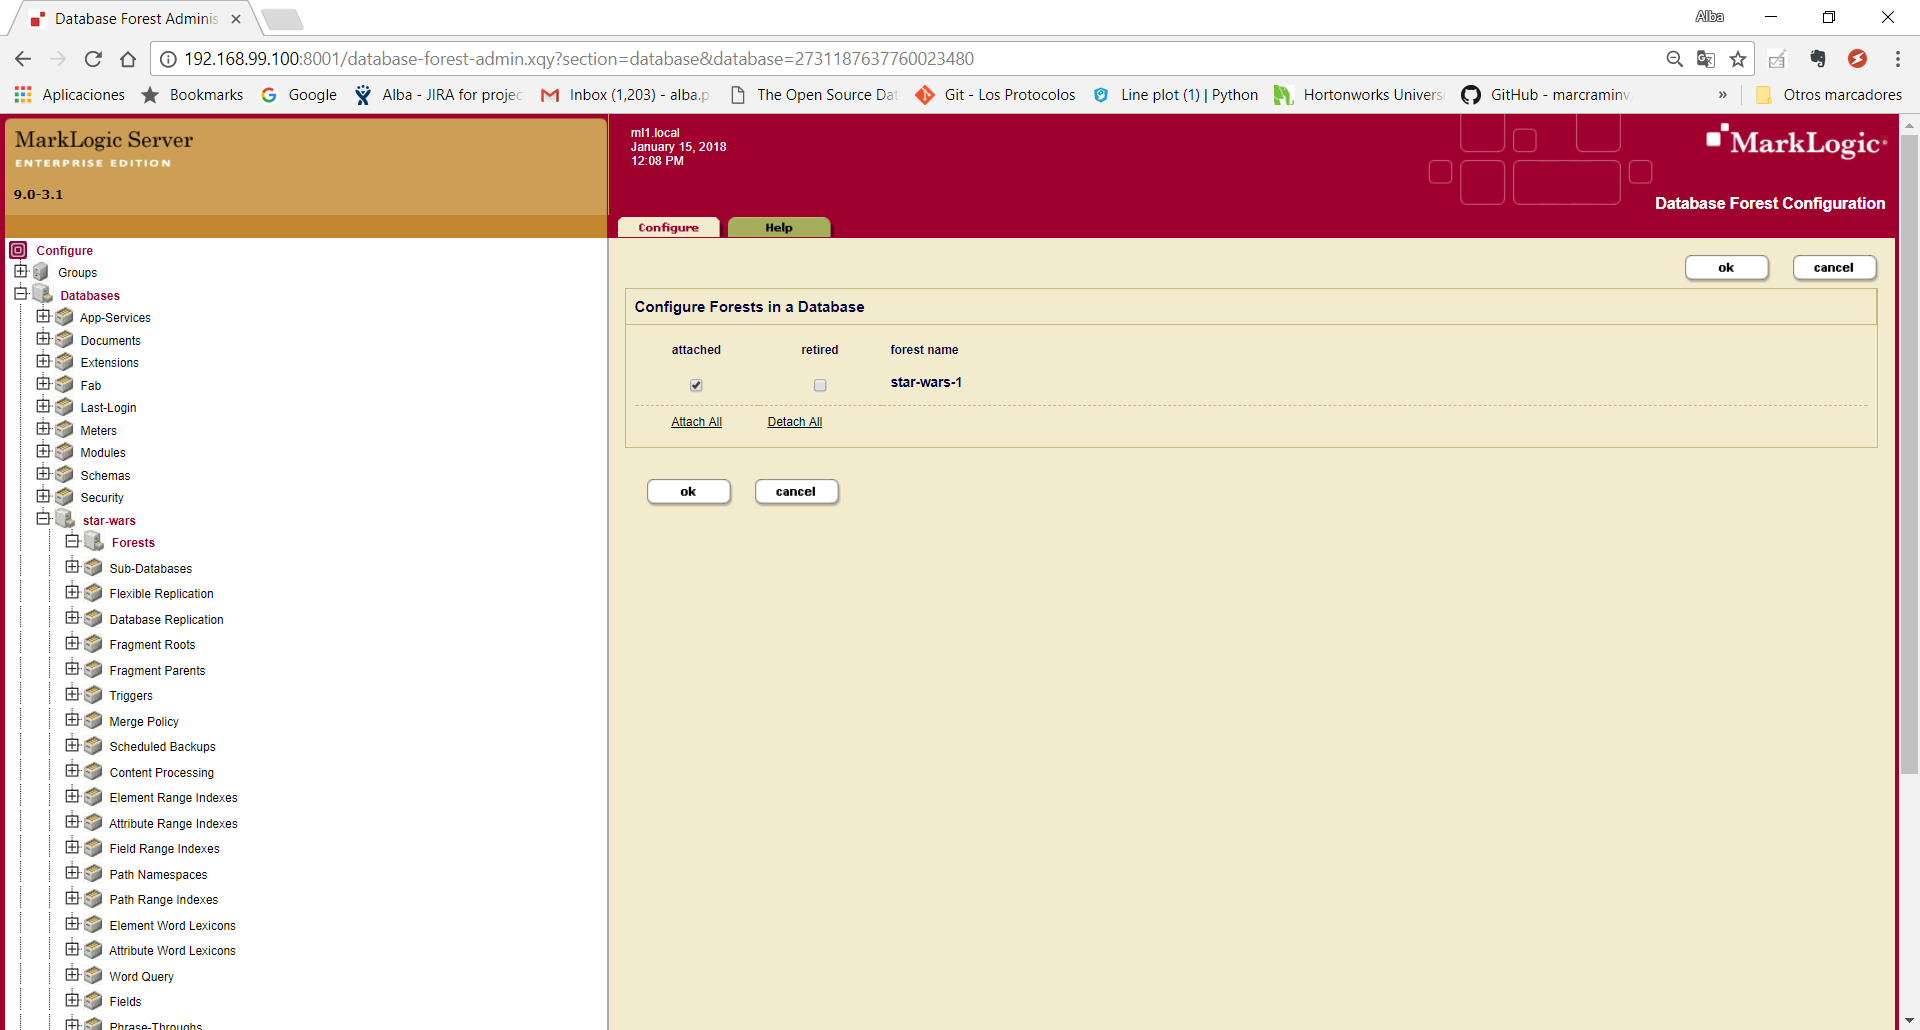 Database Forest Adminis
Alba
192.168.99.100:8001/database-forest-admin.xqy?section=database&database=2731187637760023480
Aplicaciones
Bookmarks
Google
Alba - JIRA for projec
Inbox (1,203) - alba.p
The Open Source Dat
Git - Los Protocolos
Line plot (1) | Python
Hortonworks Universi
GitHub - marcraminv
»
Otros marcadores
MarkLogic Server
ENTERPRISE EDITION
9.0-3.1
ml1.local
January 15, 2018
12:08 PM
MarkLogic
Database Forest Configuration
Configure
Help
Configure
Groups
Databases
App-Services
Documents
Extensions
Fab
Last-Login
Meters
Modules
Schemas
Security
star-wars
Forests
Sub-Databases
Flexible Replication
Database Replication
Fragment Roots
Fragment Parents
Triggers
Merge Policy
Scheduled Backups
Content Processing
Element Range Indexes
Attribute Range Indexes
Field Range Indexes
Path Namespaces
Path Range Indexes
Element Word Lexicons
Attribute Word Lexicons
Word Query
Fields
Phrase-Throughs
ok cancel
Configure Forests in a Database
attached retired forest name
star-wars-1
Attach All Detach All
ok cancel